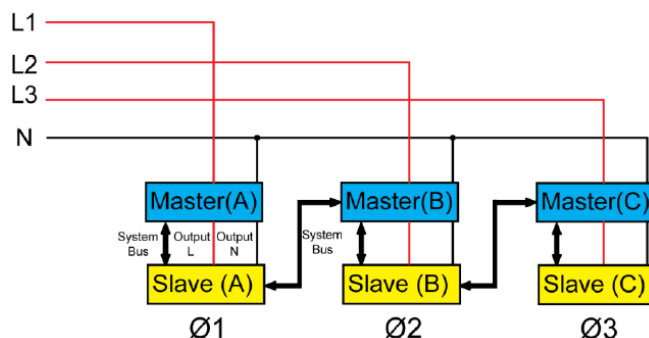 L1
L2
L3
N
Master(A)
Master(B)
Master(C)
System Bus
Output L
Output N
System Bus
Slave (A)
Slave (B)
Slave (C)
Ø1
Ø2
Ø3